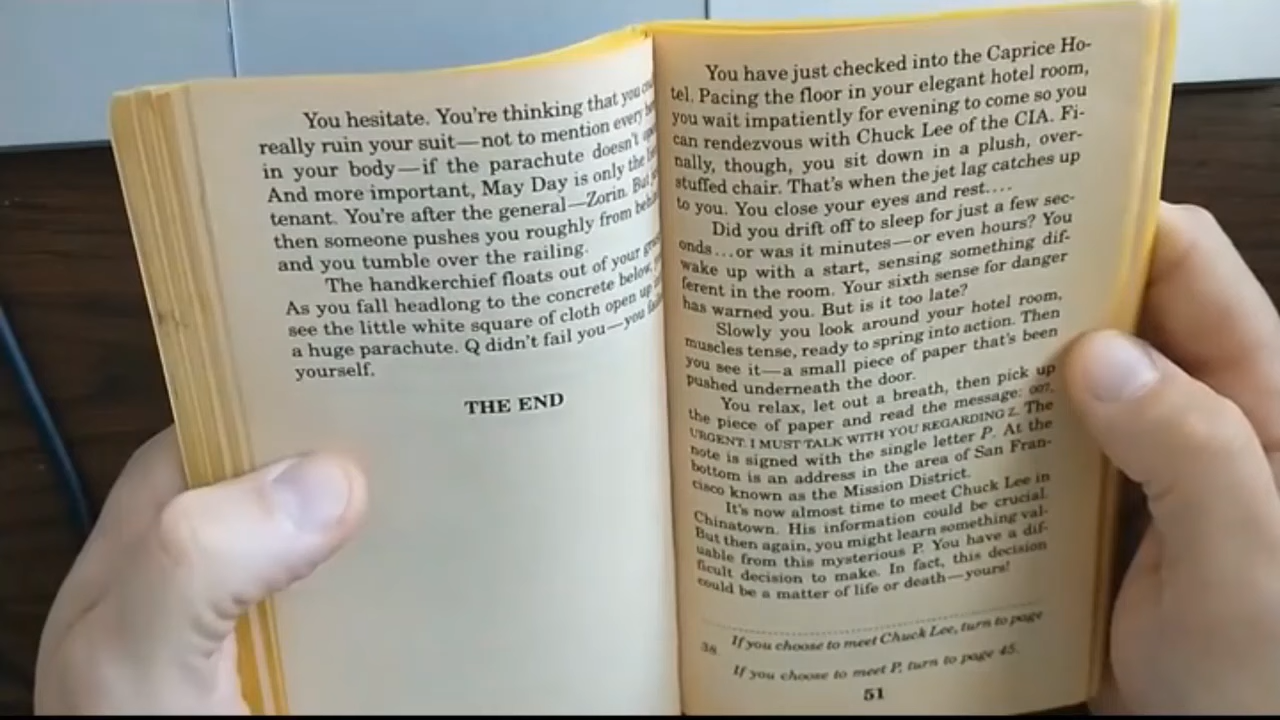 You hesitate. You're thinking that you
really ruin your suit—not to mention every
in your body—if the parachute doesn't
And more important, May Day is only the
tenant. You're after the general—Zorin. But
then someone pushes you roughly from
and you tumble over the railing.
The handkerchief floats out of your
As you fall headlong to the concrete below,
see the little white square of cloth open up
a huge parachute. Q didn't fail you—you
yourself.
THE END
You have just checked into the Caprice Ho-
tel. Pacing the floor in your elegant hotel room,
you wait impatiently for evening to come so you
can rendezvous with Chuck Lee of the CIA. Fi-
nally, though, you sit down in a plush, over-
stuffed chair. That's when the jet lag catches up
to you. You close your eyes and rest....
Did you drift off to sleep for just a few sec-
onds...or was it minutes—or even hours? You
wake up with a start, sensing something dif-
ferent in the room. Your sixth sense for danger
has warned you. But is it too late?
Slowly you look around your hotel room,
muscles tense, ready to spring into action. Then
you see it—a small piece of paper that's been
pushed underneath the door.
You relax, let out a breath, then pick up
the piece of paper and read the message: 007,
URGENT. I MUST TALK WITH YOU REGARDING Z. The
note is signed with the single letter P. At the
bottom is an address in the area of San Fran-
cisco known as the Mission District.
It's now almost time to meet Chuck Lee in
Chinatown. His information could be crucial.
But then again, you might learn something val-
uable from this mysterious P. You have a dif-
ficult decision to make. In fact, this decision
could be a matter of life or death—yours!
If you choose to meet Chuck Lee, turn to page
38.
If you choose to meet P, turn to page 45.
51